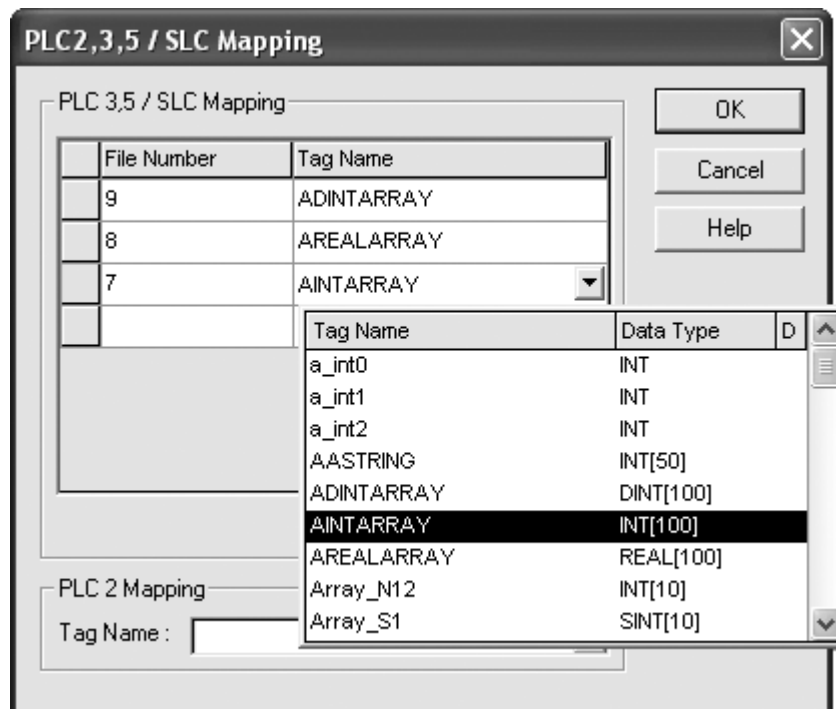 PLC2,3,5 / SLC Mapping
PLC 3,5 / SLC Mapping
File Number Tag Name
9 ADINTARRAY
8 AREALARRAY
7 AINTARRAY
OK
Cancel
Help
Tag Name Data Type D
a_int0 INT
a_int1 INT
a_int2 INT
AASTRING INT[50]
ADINTARRAY DINT[100]
AINTARRAY INT[100]
AREALARRAY REAL[100]
Array_N12 INT[10]
Array_S1 SINT[10]
PLC 2 Mapping
Tag Name :